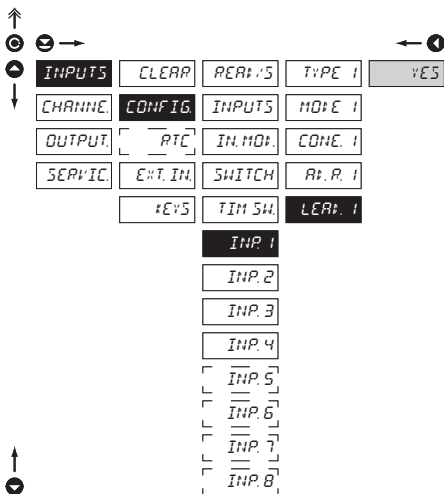 INPUTS CLEAR READ/S TYPE 1 YES
CHANNE. CONFIG. INPUTS MODE 1
OUTPUT. RTC IN.MOD. CONE. 1
SERVIC. EXT. IN. SWITCH AD. R. 1
KEYS TIM SW. LEAD. 1
INP. 1
INP. 2
INP. 3
INP. 4
INP. 5
INP. 6
INP. 7
INP. 8